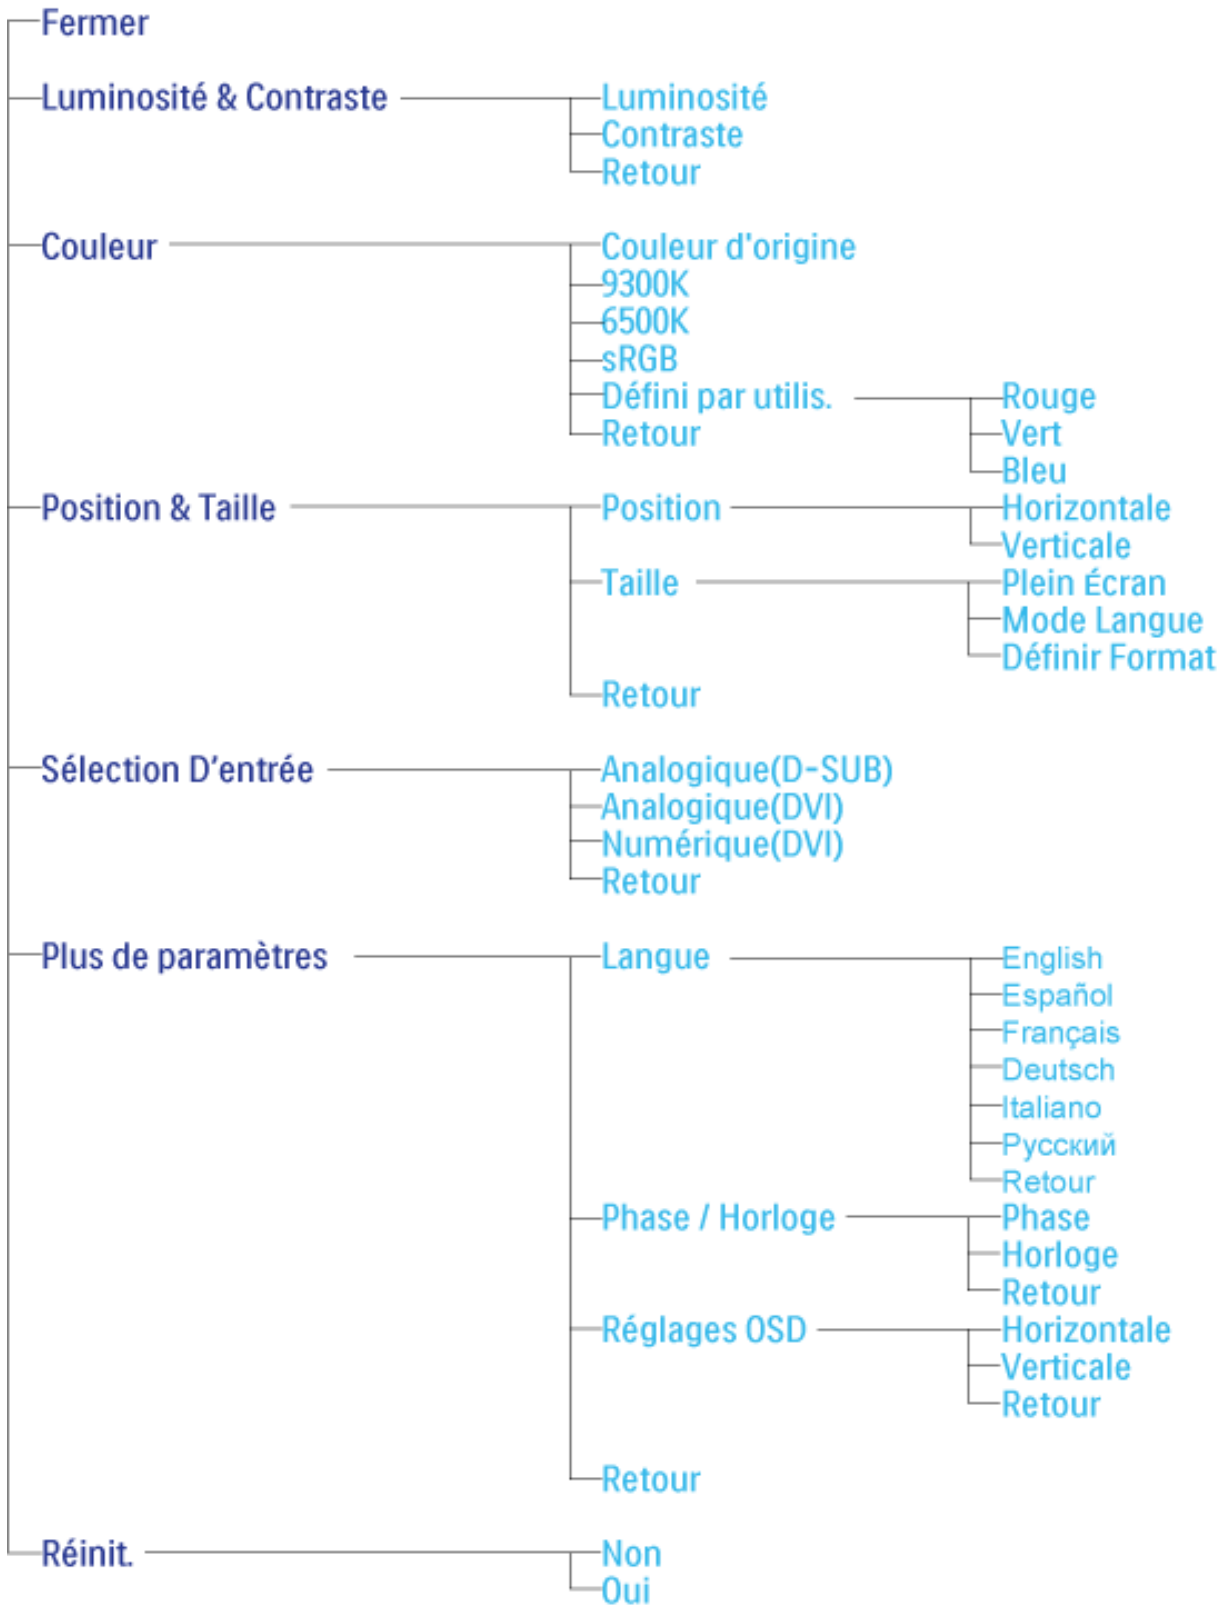 Fermer
Luminosité & Contraste Luminosité
Contraste
Retour
Couleur Couleur d'origine
9300K
6500K
sRGB
Défini par utilis. Rouge
Retour Vert
Bleu
Position & Taille Position Horizontale
Verticale
Taille Plein Écran
Mode Langue
Définir Format
Retour
Sélection D’entrée Analogique(D-SUB)
Analogique(DVI)
Numérique(DVI)
Retour
Plus de paramètres Langue English
Español
Français
Deutsch
Italiano
Русский
Retour
Phase / Horloge Phase
Horloge
Retour
Réglages OSD Horizontale
Verticale
Retour
Retour
Réinit. Non
Oui